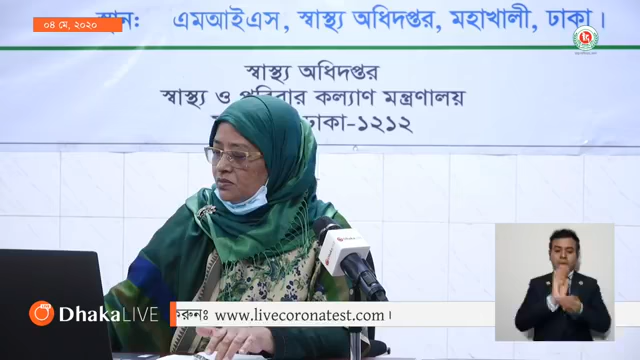 স্থান: এমআইএস, স্বাস্থ্য অধিদপ্তর, মহাখালী, ঢাকা।
০৪ মে, ২০২০
স্বাস্থ্য অধিদপ্তর
স্বাস্থ্য ও পরিবার কল্যাণ মন্ত্রণালয়
ঢাকা-১২১২
DhakaLIVE
করুনঃ www.livecoronatest.com।